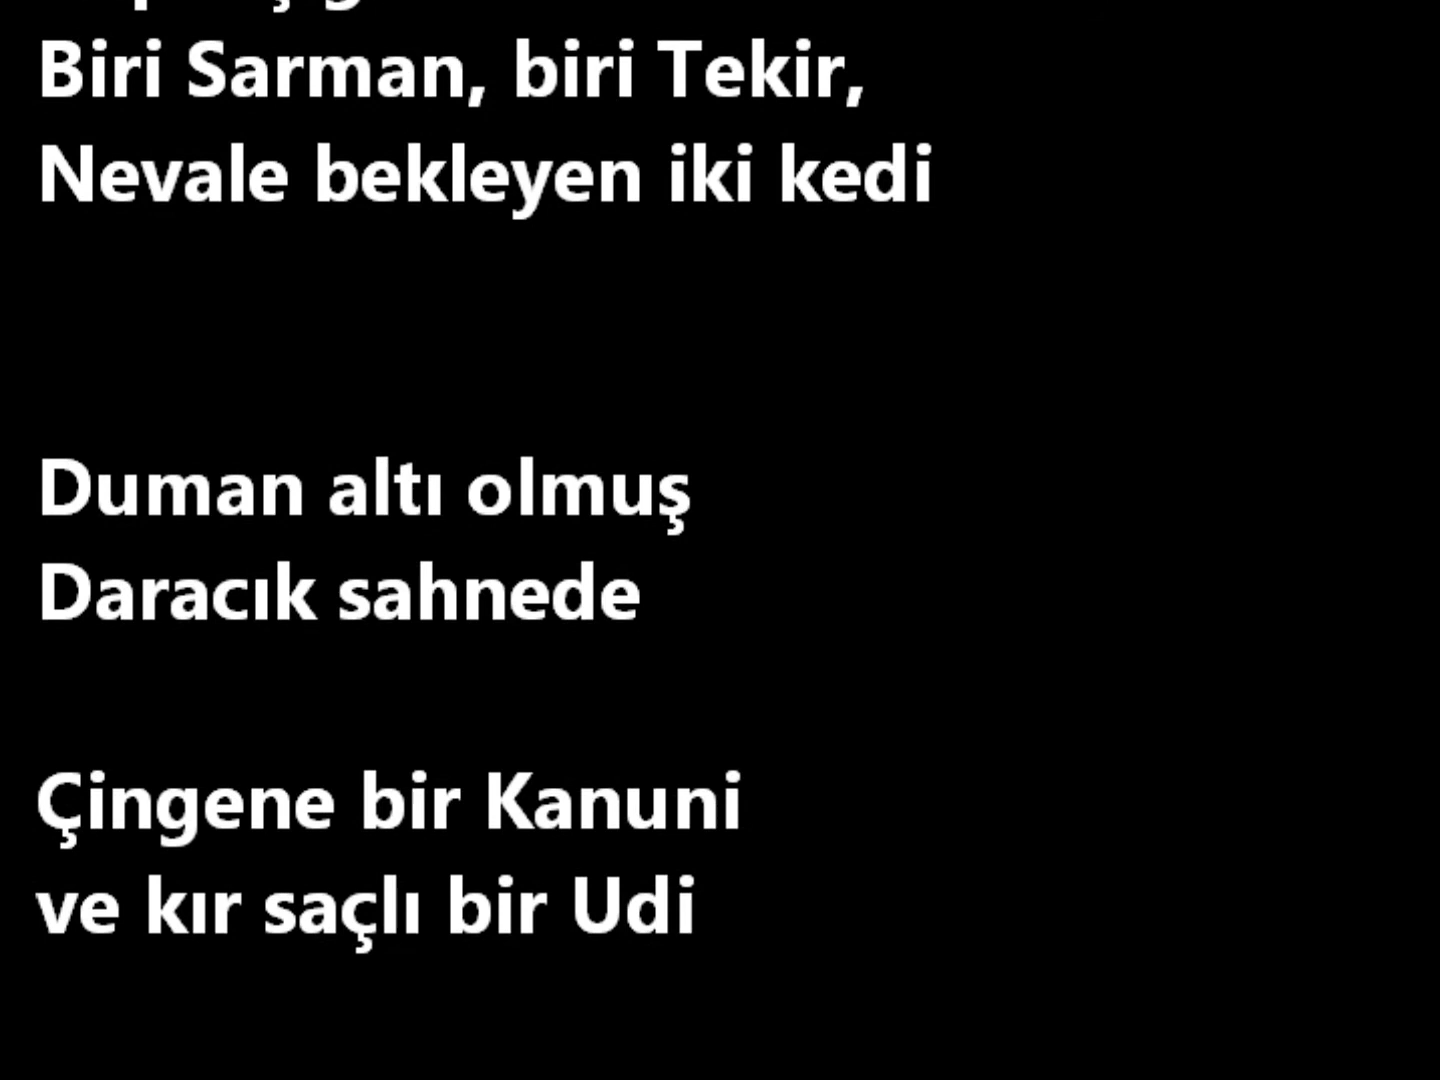 Biri Sarman, biri Tekir,
Nevale bekleyen iki kedi
Duman altı olmuş
Daracık sahnede
Çingene bir Kanuni
ve kır saçlı bir Udi